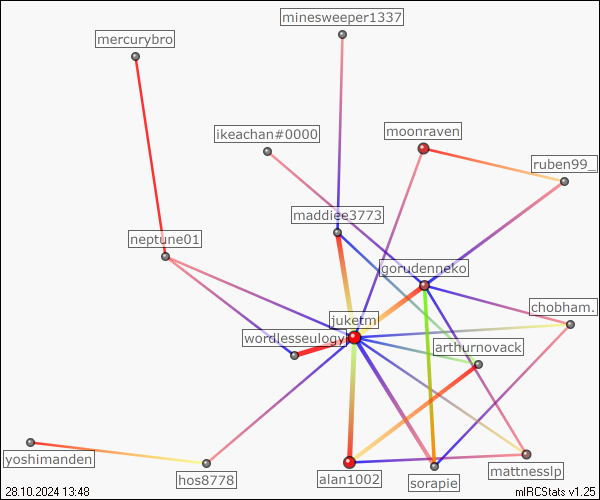 minesweeper1337
mercurybro
ikeachan#0000
moonraven
ruben99_
maddiee3773
neptune01
gorudenneko
chobham.
juketm
wordlesseulogy
arthurnovack
yoshimanden
hos8778
alan1002
sorapie
mattnesslp
28.10.2024 13:48
mIRCStats v1.25